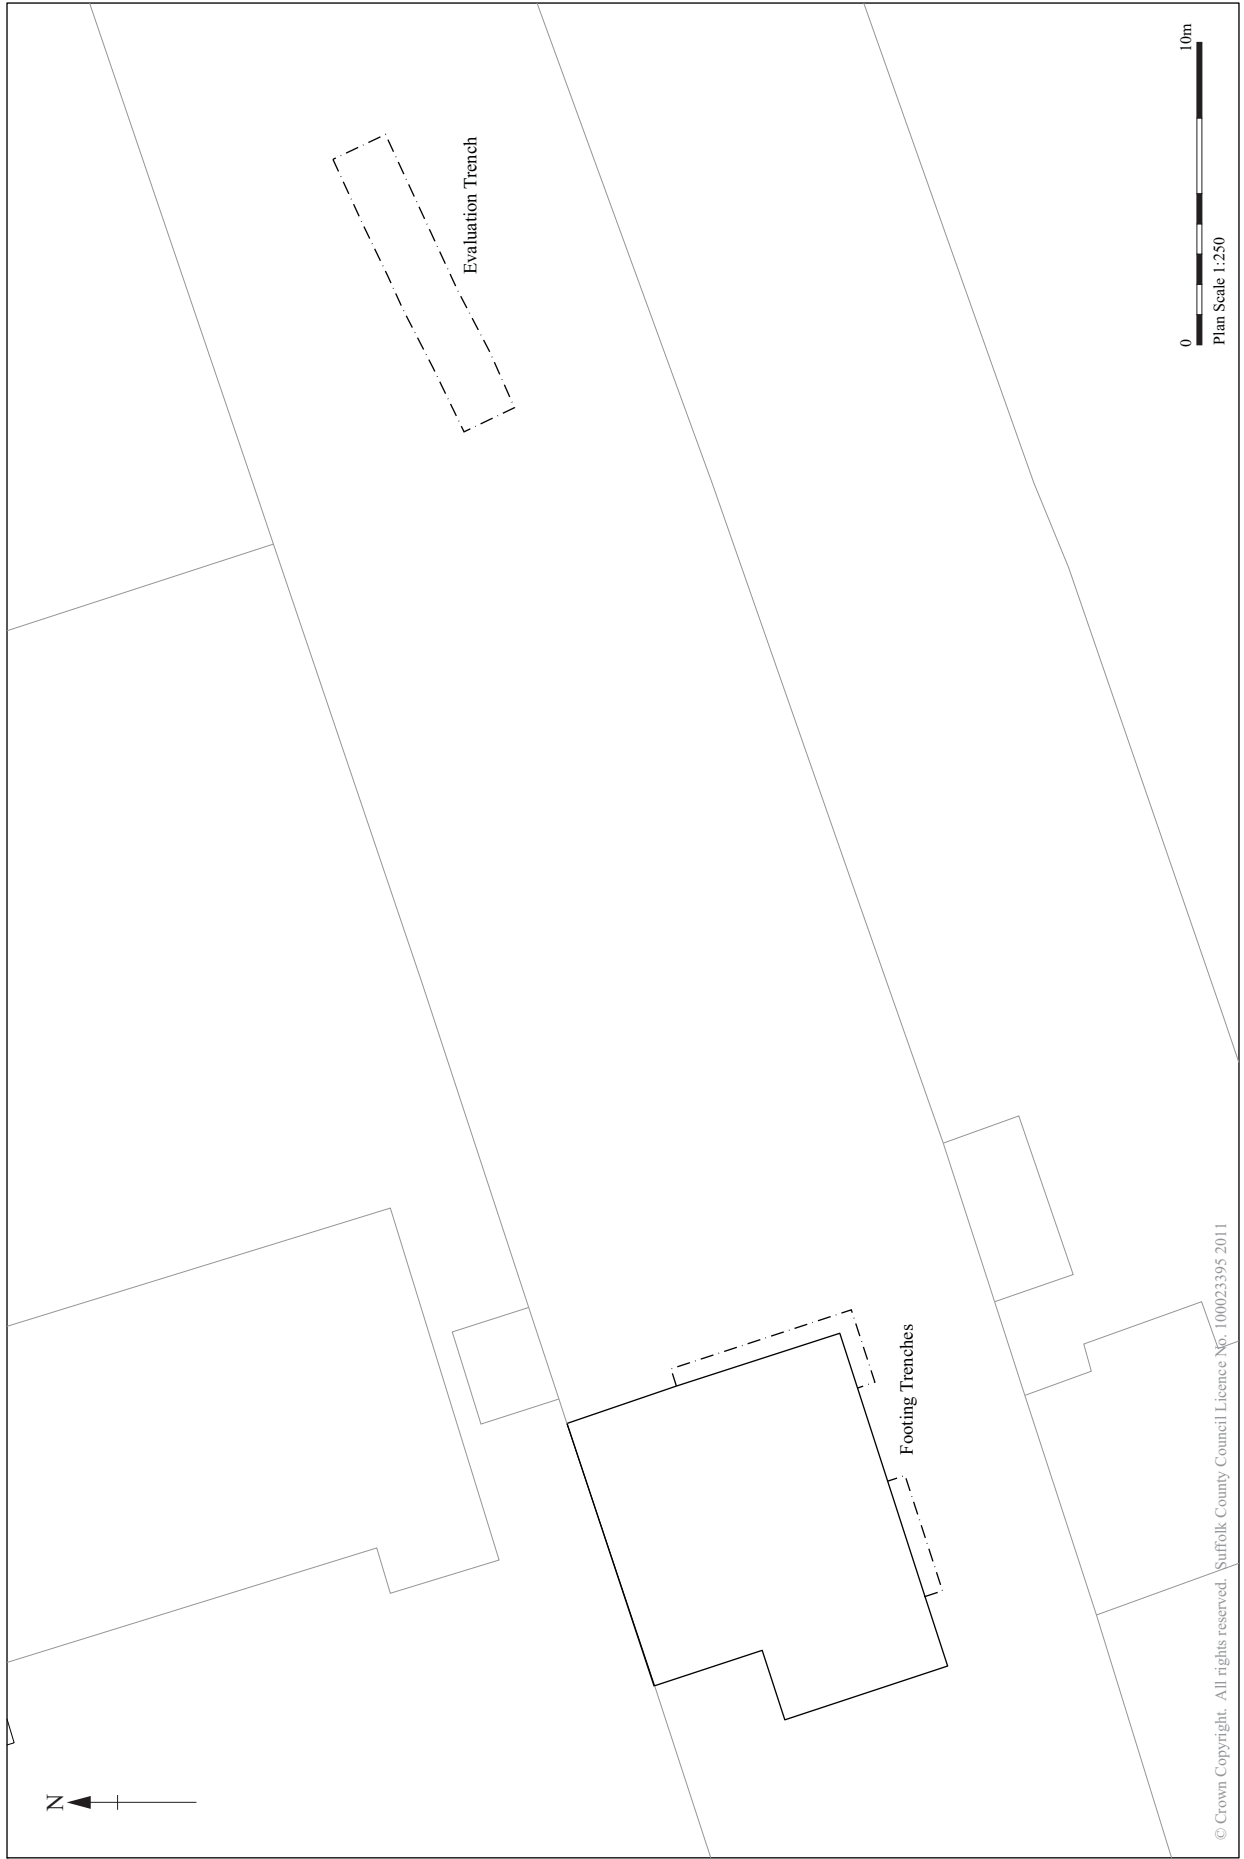 N
Evaluation Trench
Footing Trenches
0
10m
Plan Scale 1:250
© Crown Copyright. All rights reserved. Suffolk County Council Licence No. 100023395 2011